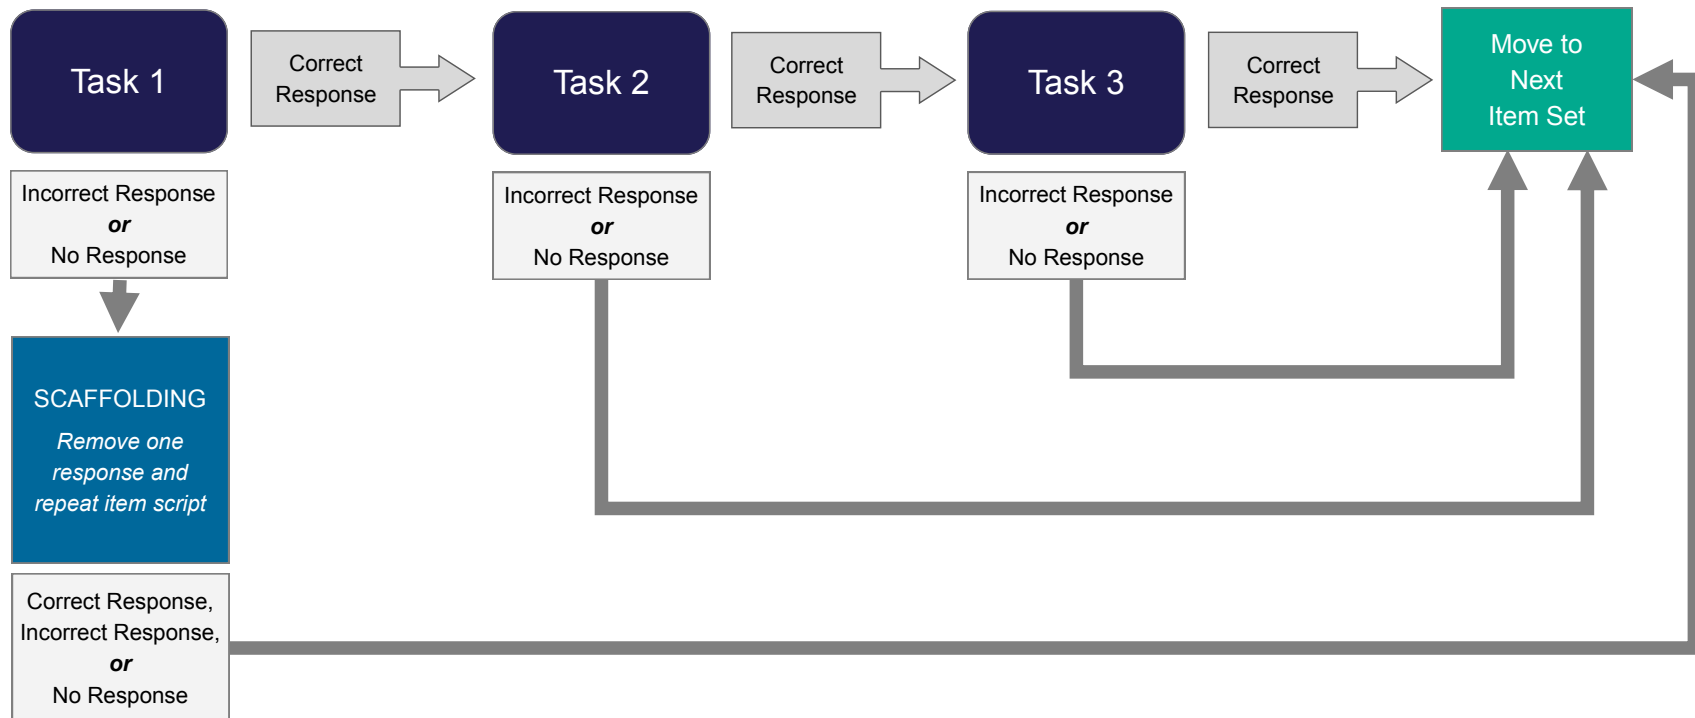 Task 1
Correct
Response
Task 2
Correct
Response
Task 3
Correct
Response
Move to
Next
Item Set
Incorrect Response
or
No Response
Incorrect Response
or
No Response
Incorrect Response
or
No Response
SCAFFOLDING
Remove one
response and
repeat item script
Correct Response,
Incorrect Response,
or
No Response